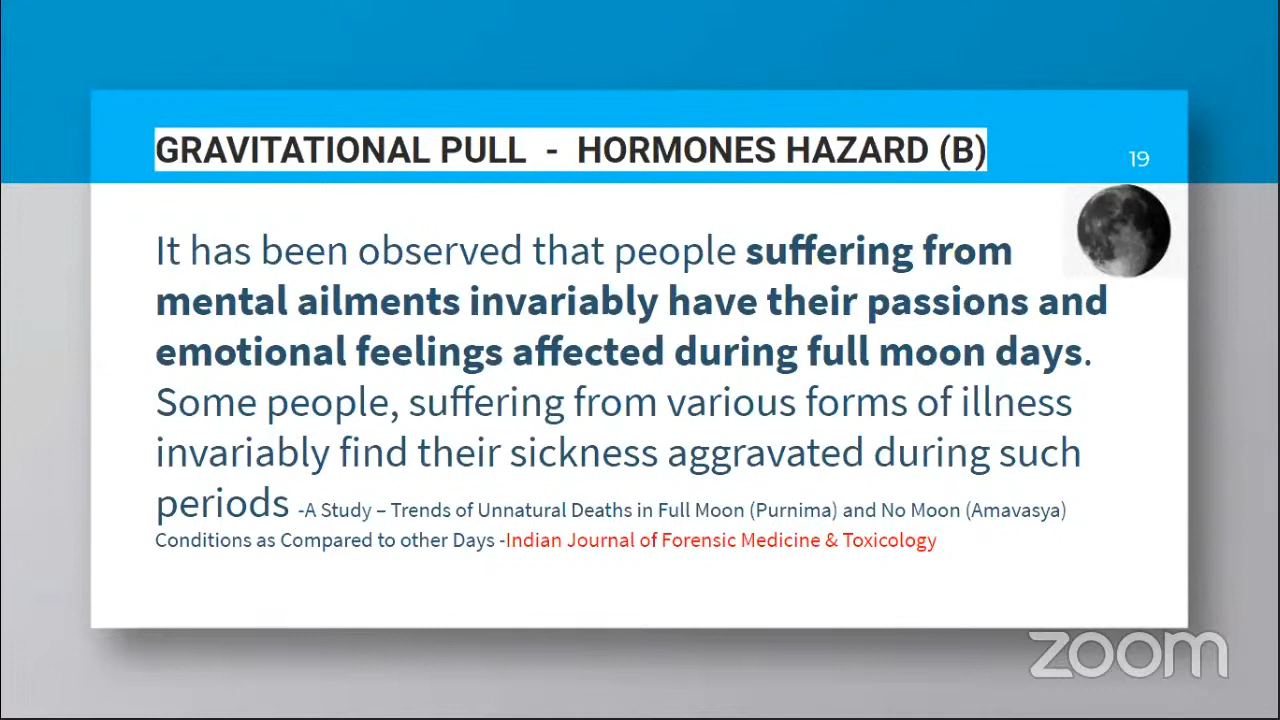 GRAVITATIONAL PULL - HORMONES HAZARD (B)
19
It has been observed that people suffering from
mental ailments invariably have their passions and
emotional feelings affected during full moon days.
Some people, suffering from various forms of illness
invariably find their sickness aggravated during such
periods -A Study – Trends of Unnatural Deaths in Full Moon (Purnima) and No Moon (Amavasya)
Conditions as Compared to other Days -Indian Journal of Forensic Medicine & Toxicology
zoom